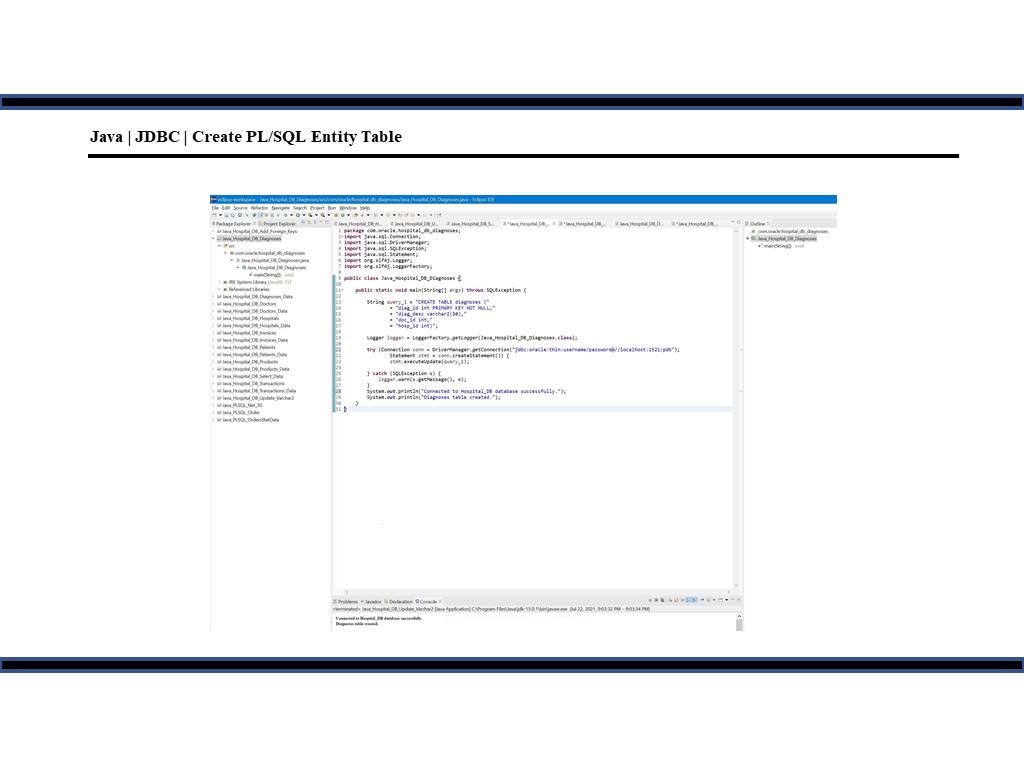 Java | JDBC | Create PL/SQL Entity Table
eclipse-workspace - Java_Hospital_DB_Diagnoses/src/com/oracle/hospital_db_diagnoses/Java_Hospital_DB_Diagnoses.java - Eclipse IDE
File Edit Source Refactor Navigate Search Project Run Window Help
Package Explorer Project Explorer
Java_Hospital_DB_Add_Foreign_Keys
Java_Hospital_DB_Diagnoses
src
com.oracle.hospital_db_diagnoses
Java_Hospital_DB_Diagnoses.java
Java_Hospital_DB_Diagnoses
main(String[]) : void
JRE System Library [JavaSE-15]
Referenced Libraries
Java_Hospital_DB_Diagnoses_Data
Java_Hospital_DB_Doctors
Java_Hospital_DB_Doctors_Data
Java_Hospital_DB_Hospitals
Java_Hospital_DB_Hospitals_Data
Java_Hospital_DB_Invoices
Java_Hospital_DB_Invoices_Data
Java_Hospital_DB_Patients
Java_Hospital_DB_Patients_Data
Java_Hospital_DB_Products
Java_Hospital_DB_Products_Data
Java_Hospital_DB_Select_Data
Java_Hospital_DB_Transactions
Java_Hospital_DB_Transactions_Data
Java_Hospital_DB_Update_Varchar2
Java_PLSQL_Net_30
Java_PLSQL_Order
Java_PLSQL_OrdersStatData
Java_Hospital_DB_H... Java_Hospital_DB_U... Java_Hospital_DB_S... *Java_Hospital_DB_... *Java_Hospital_DB_... Java_Hospital_DB_D... *Java_Hospital_DB_...
1 package com.oracle.hospital_db_diagnoses;
2 import java.sql.Connection;
3 import java.sql.DriverManager;
4 import java.sql.SQLException;
5 import java.sql.Statement;
6 import org.slf4j.Logger;
7 import org.slf4j.LoggerFactory;
8
9 public class Java_Hospital_DB_Diagnoses {
10
11 public static void main(String[] args) throws SQLException {
12
13 String query_1 = "CREATE TABLE diagnoses ("
14 + "diag_id int PRIMARY KEY NOT NULL,"
15 + "diag_desc varchar2(50),"
16 + "doc_id int,"
17 + "hosp_id int)";
18
19 Logger logger = LoggerFactory.getLogger(Java_Hospital_DB_Diagnoses.class);
20
21 try (Connection conn = DriverManager.getConnection("jdbc:oracle:thin:username/password@//localhost:1521/pdb");
22 Statement stmt = conn.createStatement()) {
23 stmt.executeUpdate(query_1);
24
25 } catch (SQLException e) {
26 logger.warn(e.getMessage(), e);
27 }
28 System.out.println("Connected to Hospital_DB database successfully.");
29 System.out.println("Diagnoses table created.");
30 }
31 }
Outline
com.oracle.hospital_db_diagnoses
Java_Hospital_DB_Diagnoses
main(String[]) : void
Problems Javadoc Declaration Console
<terminated> Java_Hospital_DB_Update_Varchar2 [Java Application] C:\Program Files\Java\jdk-15.0.1\bin\javaw.exe (Jul 22, 2021, 9:03:32 PM – 9:03:34 PM)
Connected to Hospital_DB database successfully.
Diagnoses table created.